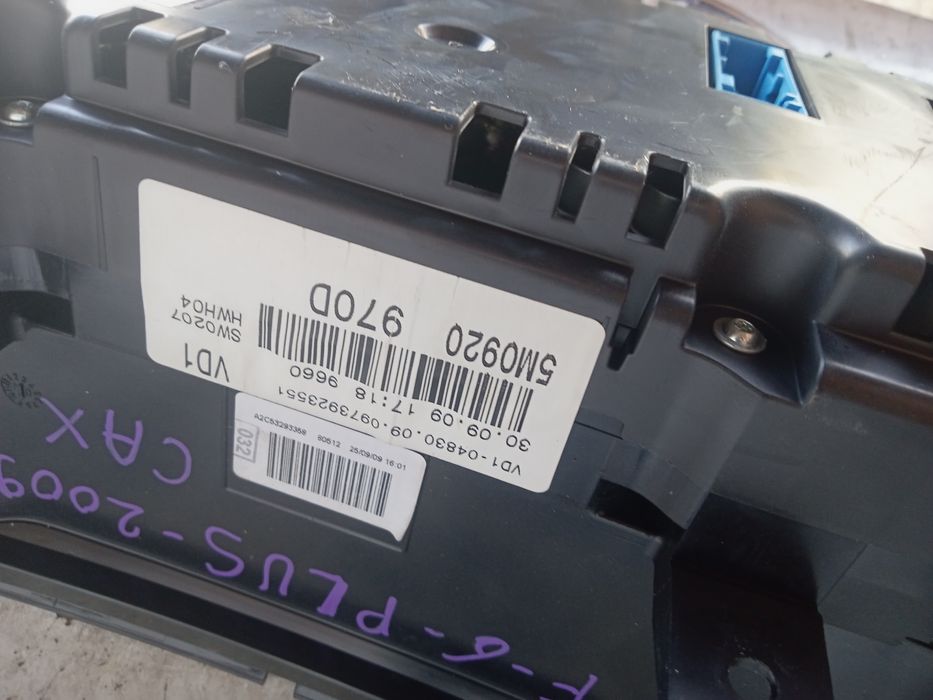 5M0920
970D
30.09.09 17:18 9660
SW0207
HWH04
VD1
VD1-04830.09.09739923551
A2C53293358 80512 25/09/09 16:01
032
F-6-PLUS-2009
CAX